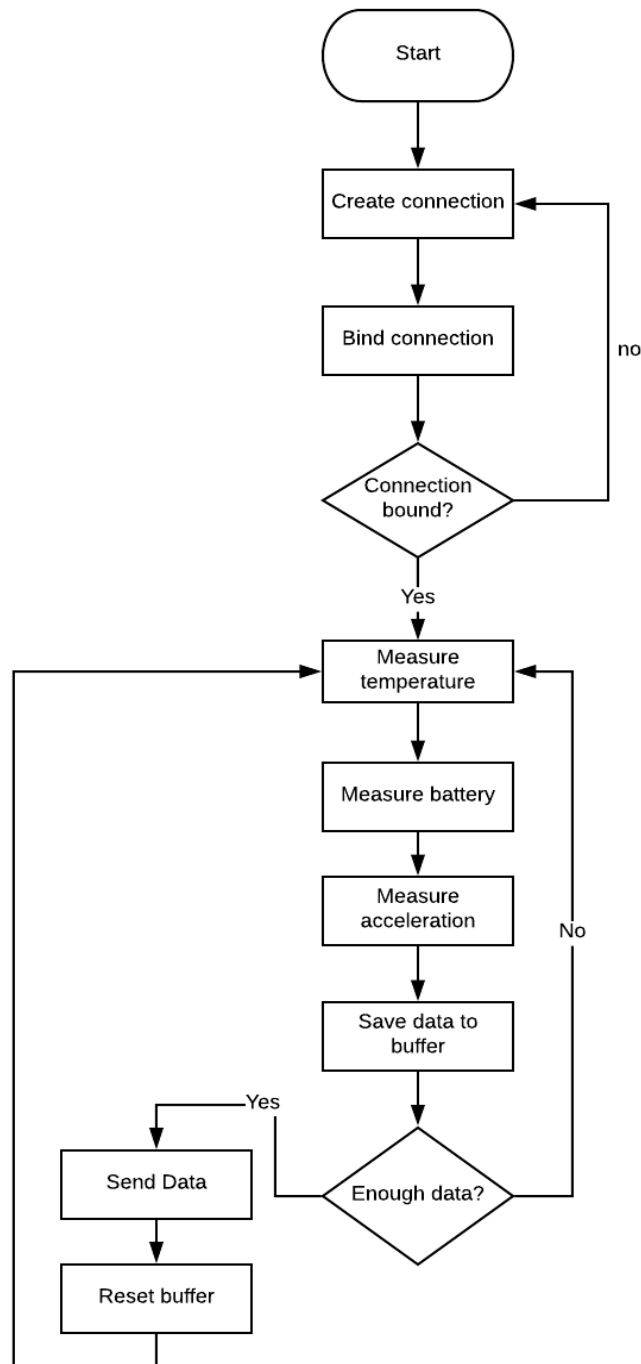 Start
Create connection
Bind connection
no
Connection
bound?
Yes
Measure
temperature
Measure battery
Measure
acceleration
No
Save data to
buffer
Yes
Send Data
Enough data?
Reset buffer